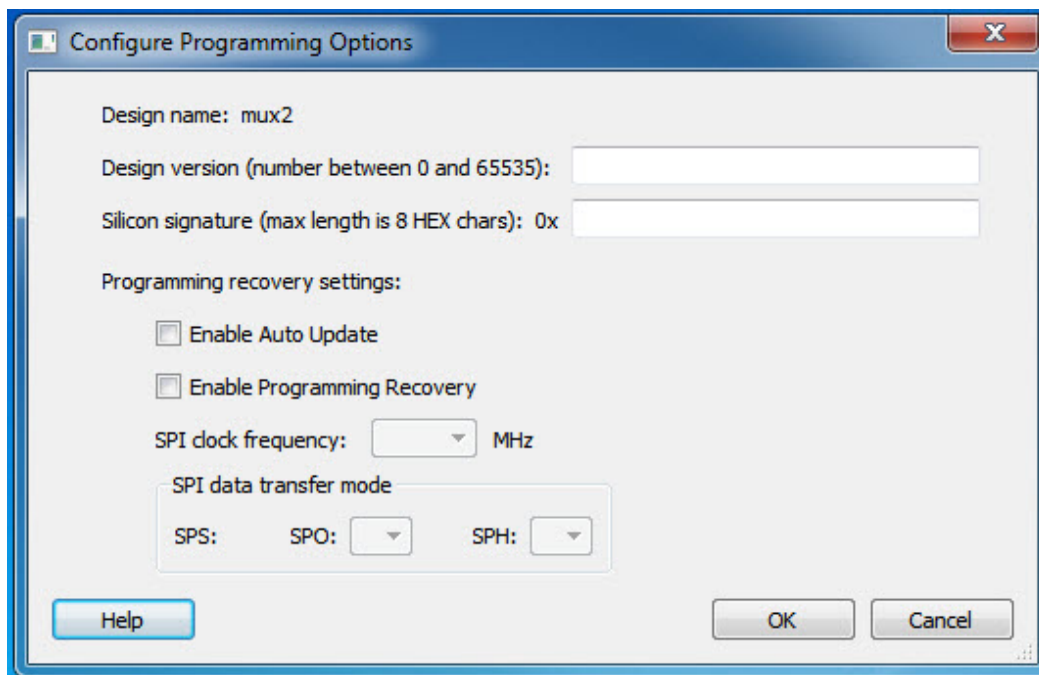 Configure Programming Options
Design name: mux2
Design version (number between 0 and 65535):
Silicon signature (max length is 8 HEX chars): 0x
Programming recovery settings:
Enable Auto Update
Enable Programming Recovery
SPI clock frequency: MHz
SPI data transfer mode
SPS: SPO: SPH:
Help OK Cancel